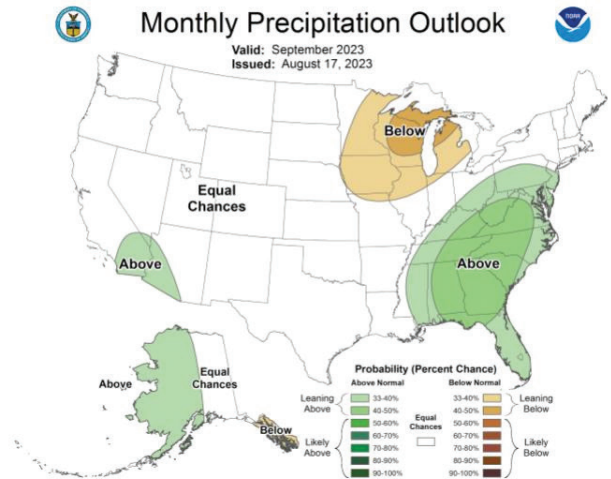 Monthly Precipitation Outlook
Valid: September 2023
Issued: August 17, 2023
NOAA
Below
Equal
Chances
Above
Above
Above
Equal
Chances
Below
Probability (Percent Chance)
Above Normal
Below Normal
Leaning
Above
33-40%
40-50%
Likely
Above
50-60%
60-70%
70-80%
80-90%
90-100%
Equal
Chances
33-40%
40-50%
Leaning
Below
50-60%
60-70%
70-80%
80-90%
90-100%
Likely
Below